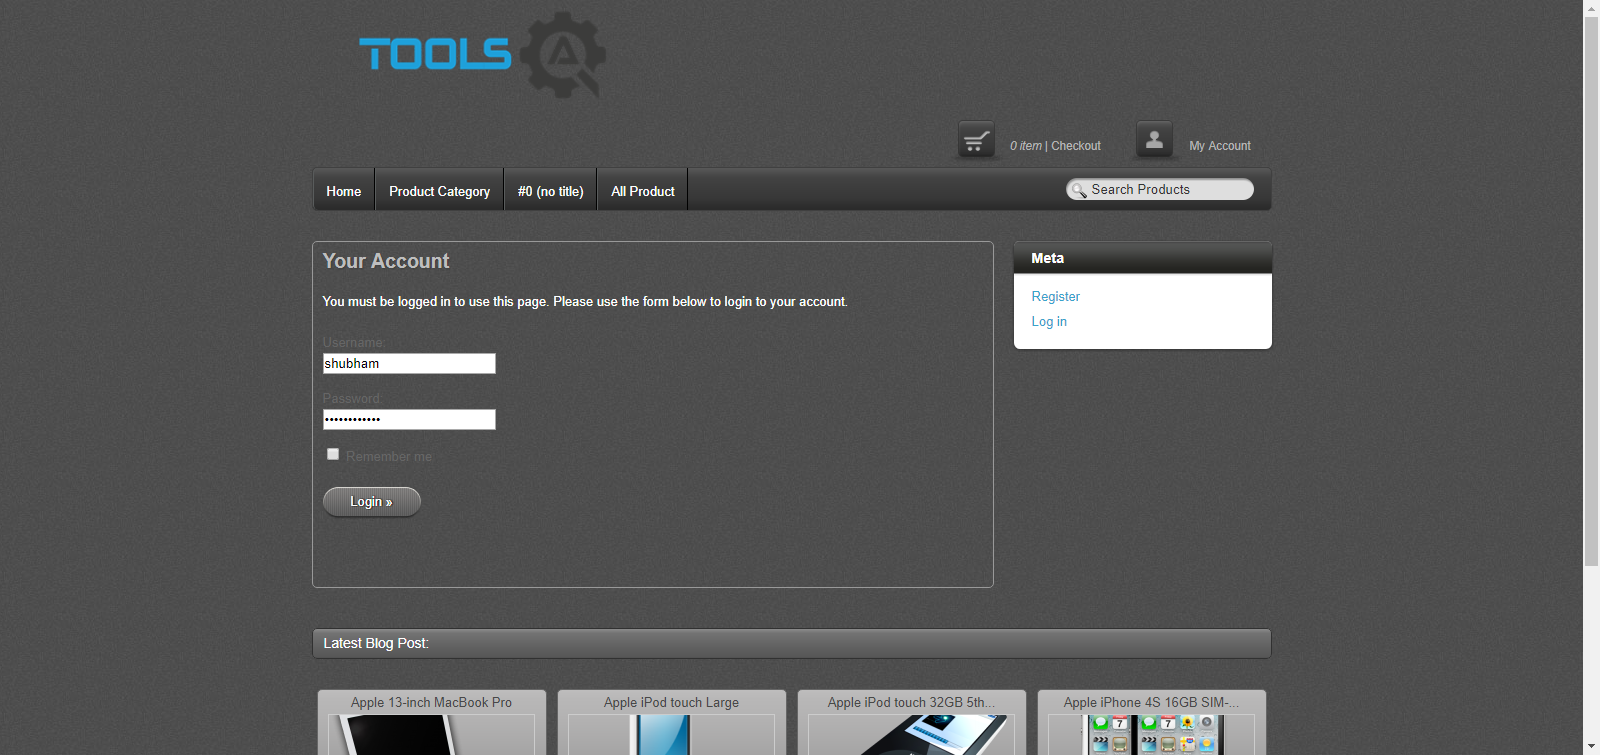 TOOLS
0 item | Checkout
My Account
Home
Product Category
#0 (no title)
All Product
Search Products
Your Account
You must be logged in to use this page. Please use the form below to login to your account.
Username:
shubham
Password:
••••••••••••
Remember me
Login »
Meta
Register
Log in
Latest Blog Post:
Apple 13-inch MacBook Pro
Apple iPod touch Large
Apple iPod touch 32GB 5th...
Apple iPhone 4S 16GB SIM-...
7
7